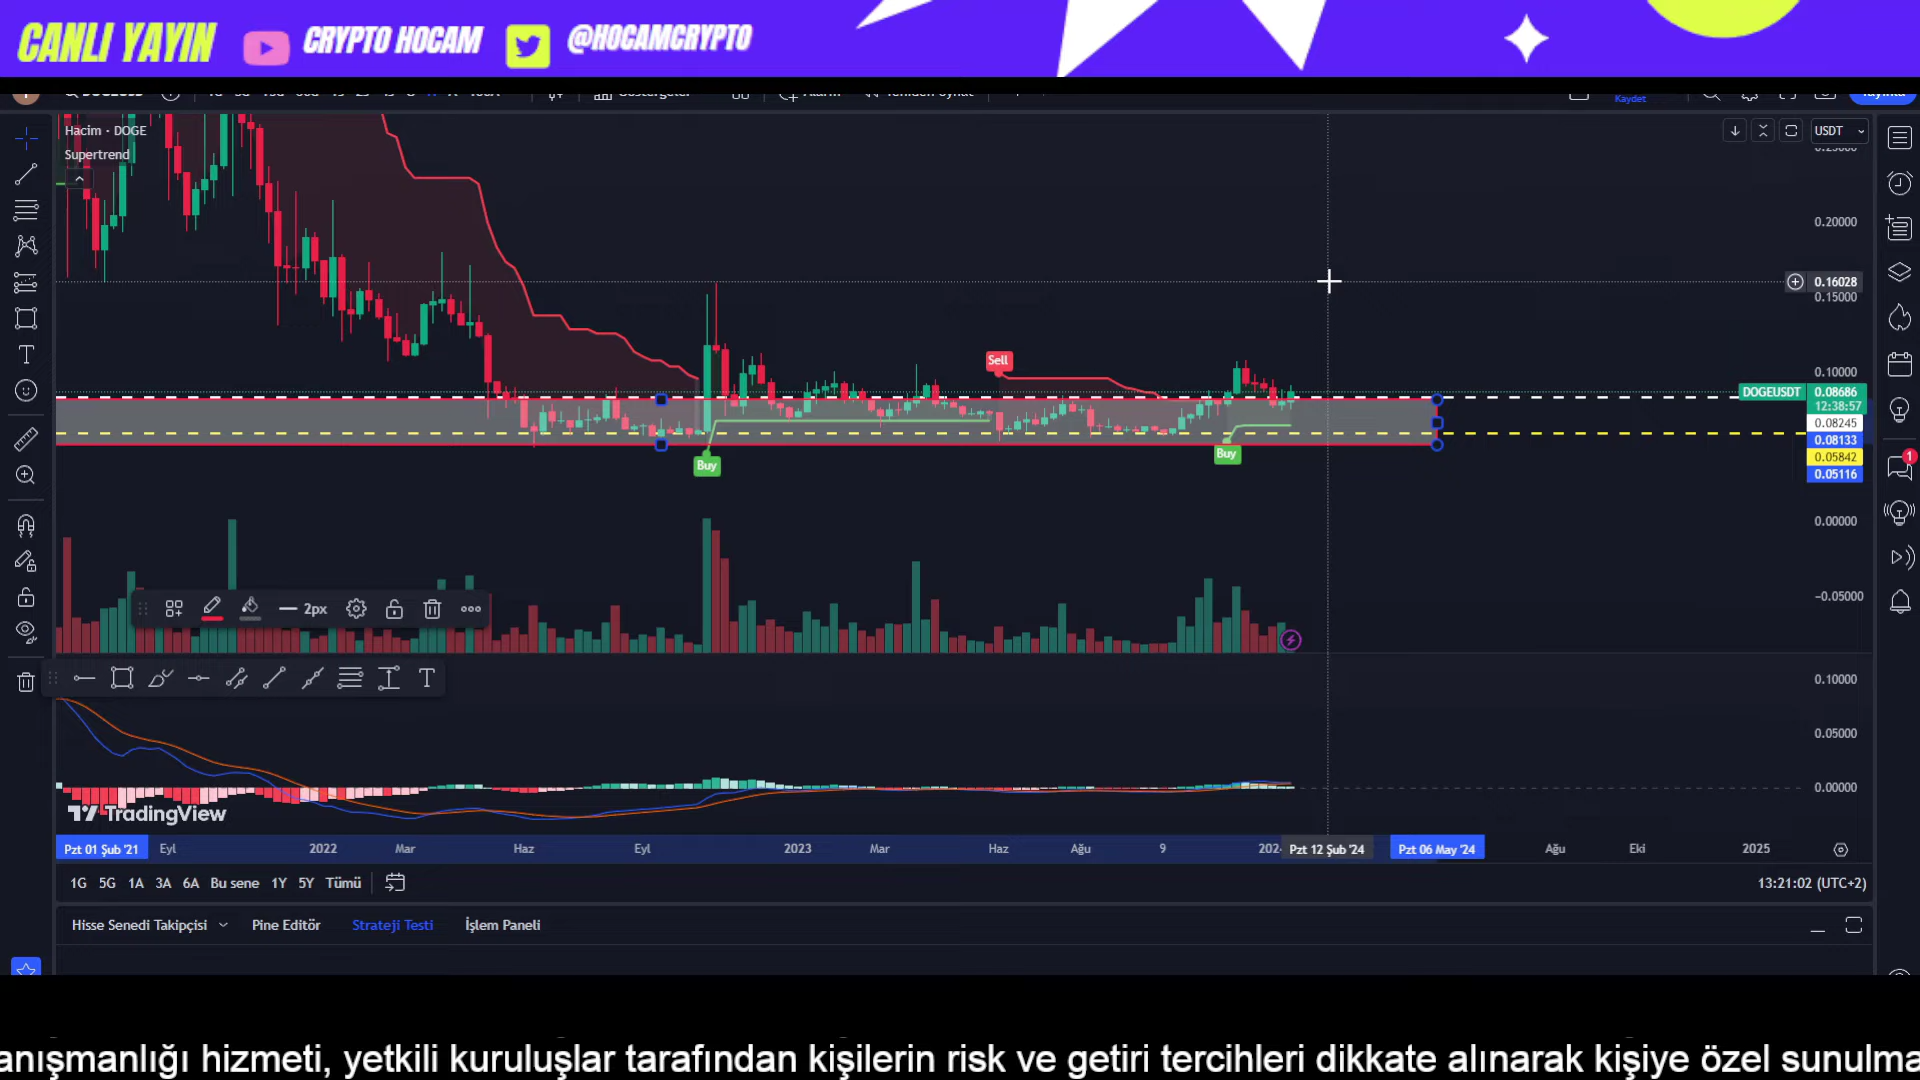 CANLI YAYIN CRYPTO HOCAM @HOCAMCRYPTO
Hacim · DOGE
Supertrend
Kaydet
USDT
0.20000
0.16028
0.15000
Sell
0.10000
DOGEUSDT 0.08686
12:38:57
0.08245
0.08133
0.05842
0.05116
Buy
Buy
0.00000
−0.05000
2px
0.10000
0.05000
0.00000
TradingView
Pzt 01 Şub '21 Eyl 2022 Mar Haz Eyl 2023 Mar Haz Ağu 9 Pzt 12 Şub '24 Pzt 06 May '24 Ağu Eki 2025
1G 5G 1A 3A 6A Bu sene 1Y 5Y Tümü 13:21:02 (UTC+2)
Hisse Senedi Takipçisi Pine Editör Strateji Testi İşlem Paneli
1
anışmanlığı hizmeti, yetkili kuruluşlar tarafından kişilerin risk ve getiri tercihleri dikkate alınarak kişiye özel sunulma